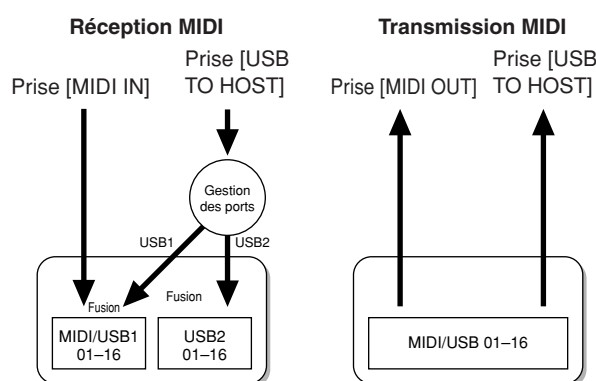 Réception MIDI
Prise [MIDI IN]
Prise [USB
TO HOST]
Gestion
des ports
USB1
USB2
Fusion
Fusion
MIDI/USB1
01–16
USB2
01–16
Transmission MIDI
Prise [MIDI OUT]
Prise [USB
TO HOST]
MIDI/USB 01–16